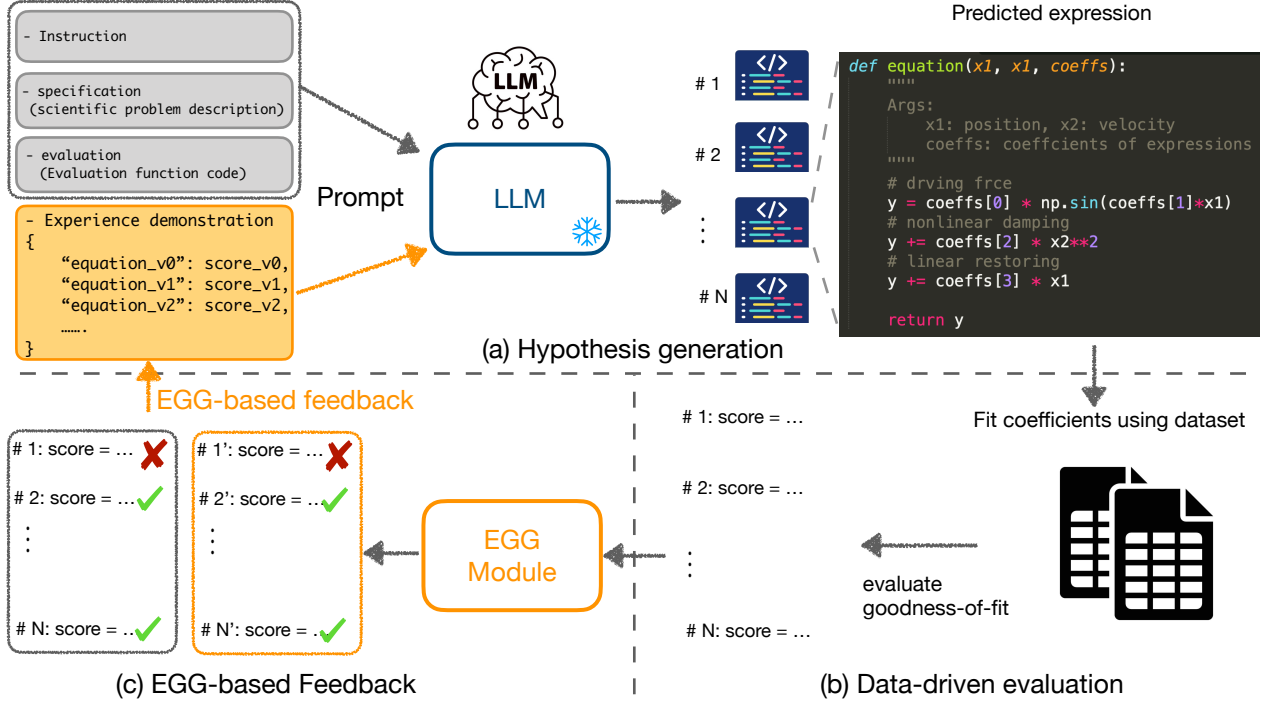 - Instruction
- specification
(scientific problem description)
- evaluation
(Evaluation function code)
- Experience demonstration
{
“equation_v0”: score_v0,
“equation_v1”: score_v1,
“equation_v2”: score_v2,
…….
}
Prompt
LLM
LLM
# 1
# 2
⋮
# N
</>
</>
</>
</>
Predicted expression
def equation(x1, x1, coeffs):
"""
Args:
x1: position, x2: velocity
coeffs: coeffcients of expressions
"""
# drving frce
y = coeffs[0] * np.sin(coeffs[1]*x1)
# nonlinear damping
y += coeffs[2] * x2**2
# linear restoring
y += coeffs[3] * x1
return y
(a) Hypothesis generation
EGG-based feedback
# 1: score = …
# 2: score = …
⋮
# N: score = …
# 1’: score = …
# 2’: score = …
⋮
# N’: score = …
EGG
Module
(c) EGG-based Feedback
# 1: score = …
# 2: score = …
⋮
# N: score = …
Fit coefficients using dataset
evaluate
goodness-of-fit
(b) Data-driven evaluation